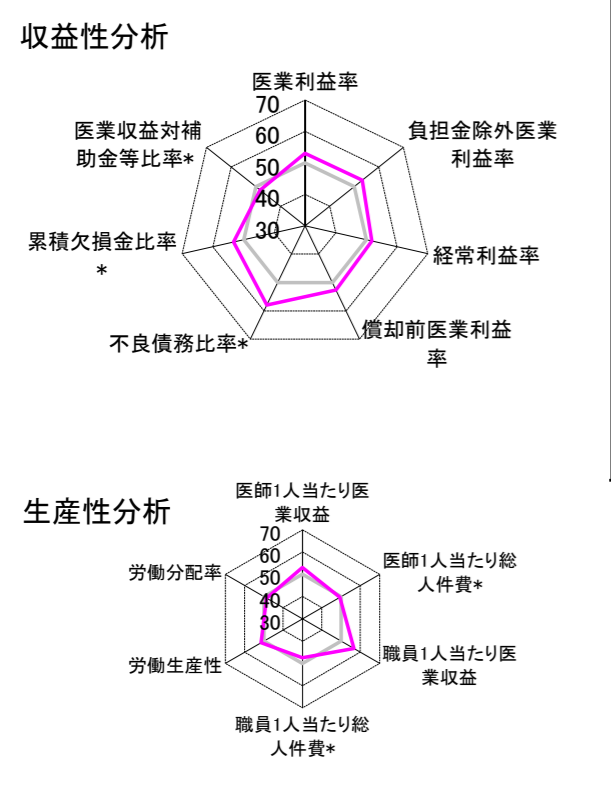 収益性分析
医業利益率
70
60
50
40
30
負担金除外医業
利益率
経常利益率
償却前医業利益
率
不良債務比率*
累積欠損金比率
*
医業収益対補
助金等比率*
生産性分析
医師1人当たり医
業収益
70
60
50
40
30
医師1人当たり総
人件費*
職員1人当たり医
業収益
職員1人当たり総
人件費*
労働生産性
労働分配率